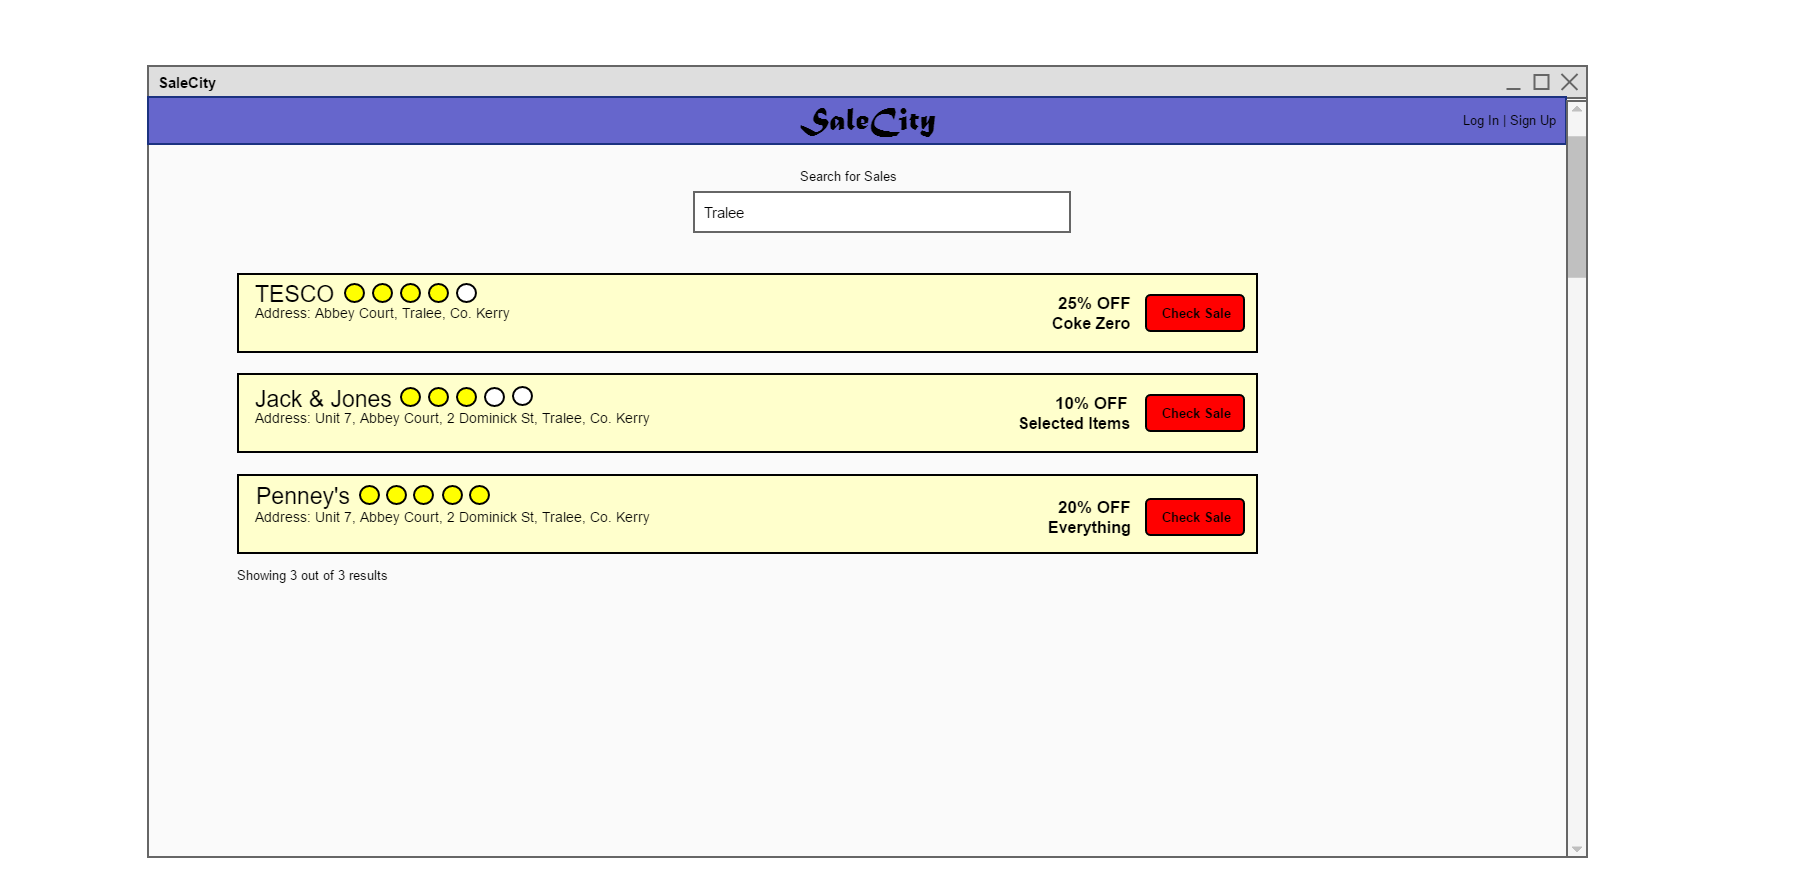 SaleCity
SaleCity
Log In | Sign Up
Search for Sales
Tralee
TESCO
Address: Abbey Court, Tralee, Co. Kerry
25% OFF
Coke Zero
Check Sale
Jack & Jones
Address: Unit 7, Abbey Court, 2 Dominick St, Tralee, Co. Kerry
10% OFF
Selected Items
Check Sale
Penney's
Address: Unit 7, Abbey Court, 2 Dominick St, Tralee, Co. Kerry
20% OFF
Everything
Check Sale
Showing 3 out of 3 results